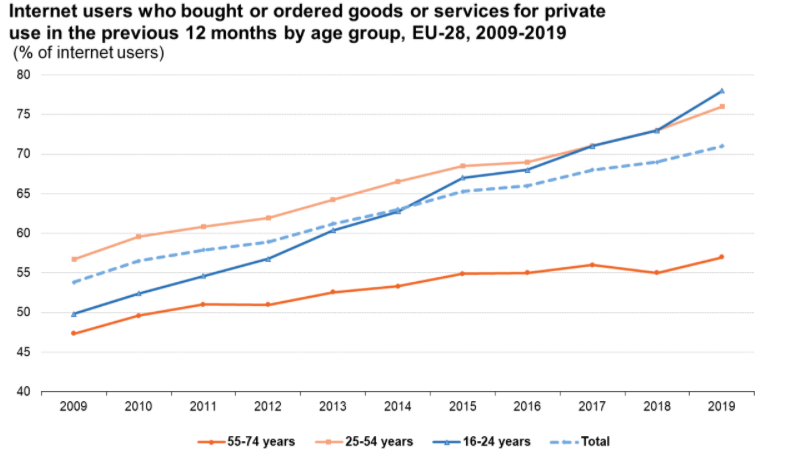 Internet users who bought or ordered goods or services for private
use in the previous 12 months by age group, EU-28, 2009-2019
(% of internet users)
80
75
70
65
60
55
50
45
40
2009 2010 2011 2012 2013 2014 2015 2016 2017 2018 2019
55-74 years 25-54 years 16-24 years Total